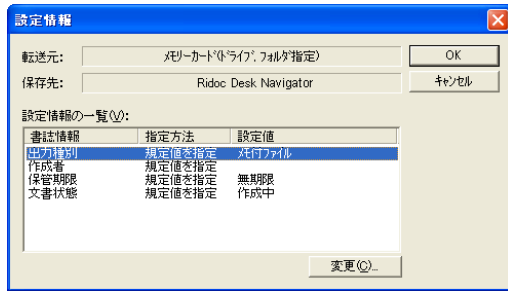 設定情報
転送元: メモリーカード(ドライブ, フォルダ指定) OK
保存先: Ridoc Desk Navigator キャンセル
設定情報の一覧(V):
書誌情報 指定方法 設定値
出力種別 規定値を指定 メモ付ファイル
作成者 規定値を指定
保管期限 規定値を指定 無期限
文書状態 規定値を指定 作成中
変更(C)...